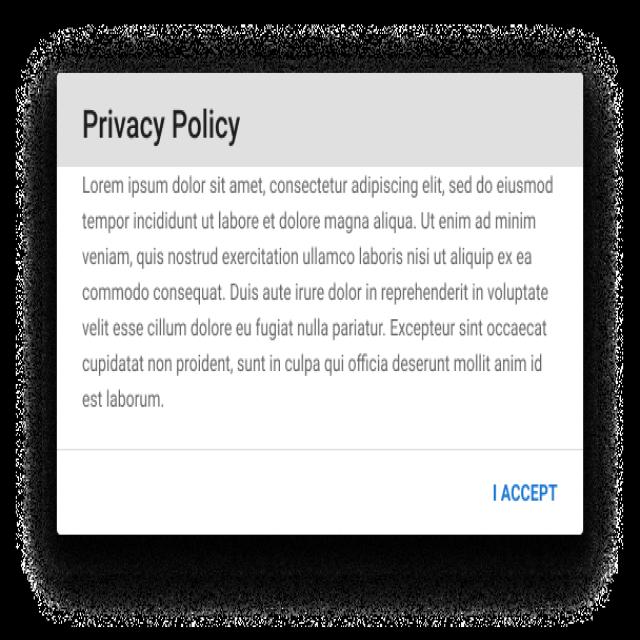 Privacy Policy
Lorem ipsum dolor sit amet, consectetur adipiscing elit, sed do eiusmod
tempor incididunt ut labore et dolore magna aliqua. Ut enim ad minim
veniam, quis nostrud exercitation ullamco laboris nisi ut aliquip ex ea
commodo consequat. Duis aute irure dolor in reprehenderit in voluptate
velit esse cillum dolore eu fugiat nulla pariatur. Excepteur sint occaecat
cupidatat non proident, sunt in culpa qui officia deserunt mollit anim id
est laborum.
I ACCEPT